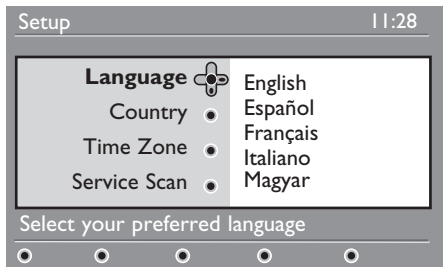 Setup 11:28
Language
Country
Time Zone
Service Scan
English
Español
Français
Italiano
Magyar
Select your preferred language